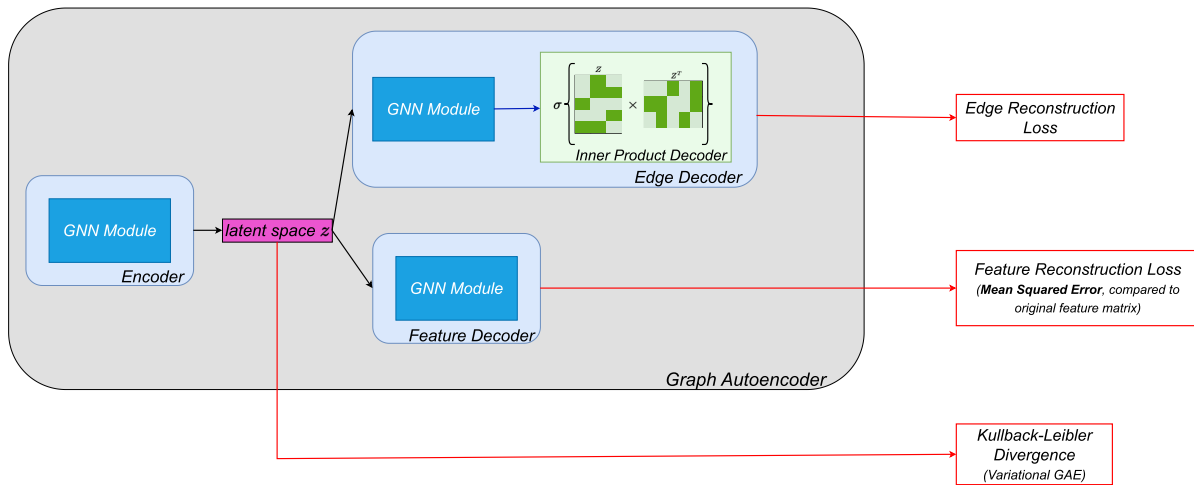 GNN Module
Encoder
latent space z
GNN Module
σ
z
×
z^T
Inner Product Decoder
Edge Decoder
GNN Module
Feature Decoder
Graph Autoencoder
Edge Reconstruction
Loss
Feature Reconstruction Loss
(Mean Squared Error, compared to
original feature matrix)
Kullback-Leibler
Divergence
(Variational GAE)